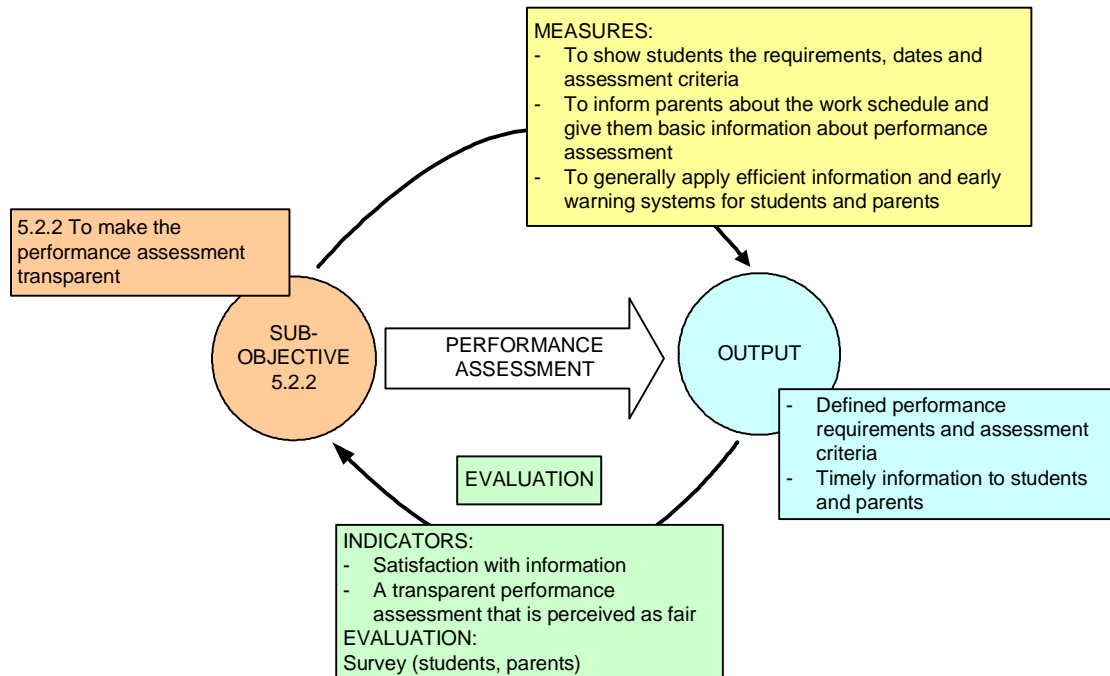 MEASURES:
- To show students the requirements, dates and
assessment criteria
- To inform parents about the work schedule and
give them basic information about performance
assessment
- To generally apply efficient information and early
warning systems for students and parents
5.2.2 To make the
performance assessment
transparent
SUB-
OBJECTIVE
5.2.2
PERFORMANCE
ASSESSMENT
OUTPUT
- Defined performance
requirements and assessment
criteria
- Timely information to students
and parents
EVALUATION
INDICATORS:
- Satisfaction with information
- A transparent performance
assessment that is perceived as fair
EVALUATION:
Survey (students, parents)